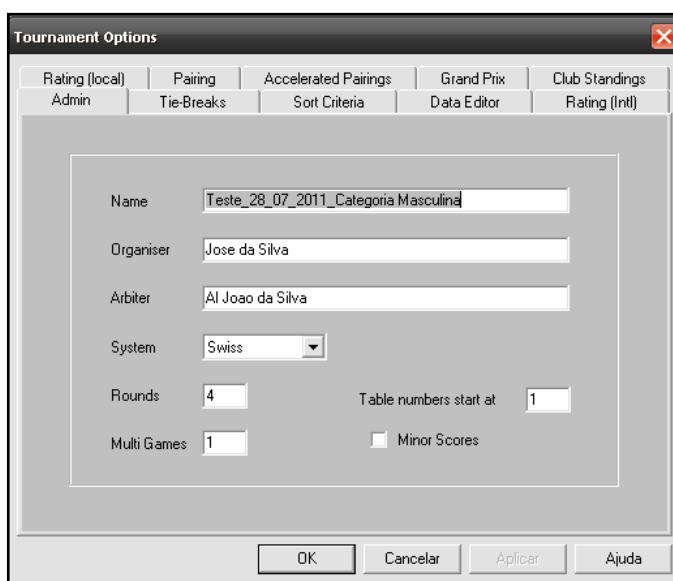 Tournament Options
Rating (local) Pairing Accelerated Pairings Grand Prix Club Standings
Admin Tie-Breaks Sort Criteria Data Editor Rating (Intl)
Name Teste_28_07_2011_Categoria Masculina
Organiser Jose da Silva
Arbiter AI Joao da Silva
System Swiss
Rounds 4 Table numbers start at 1
Multi Games 1 Minor Scores
OK Cancelar Aplicar Ajuda